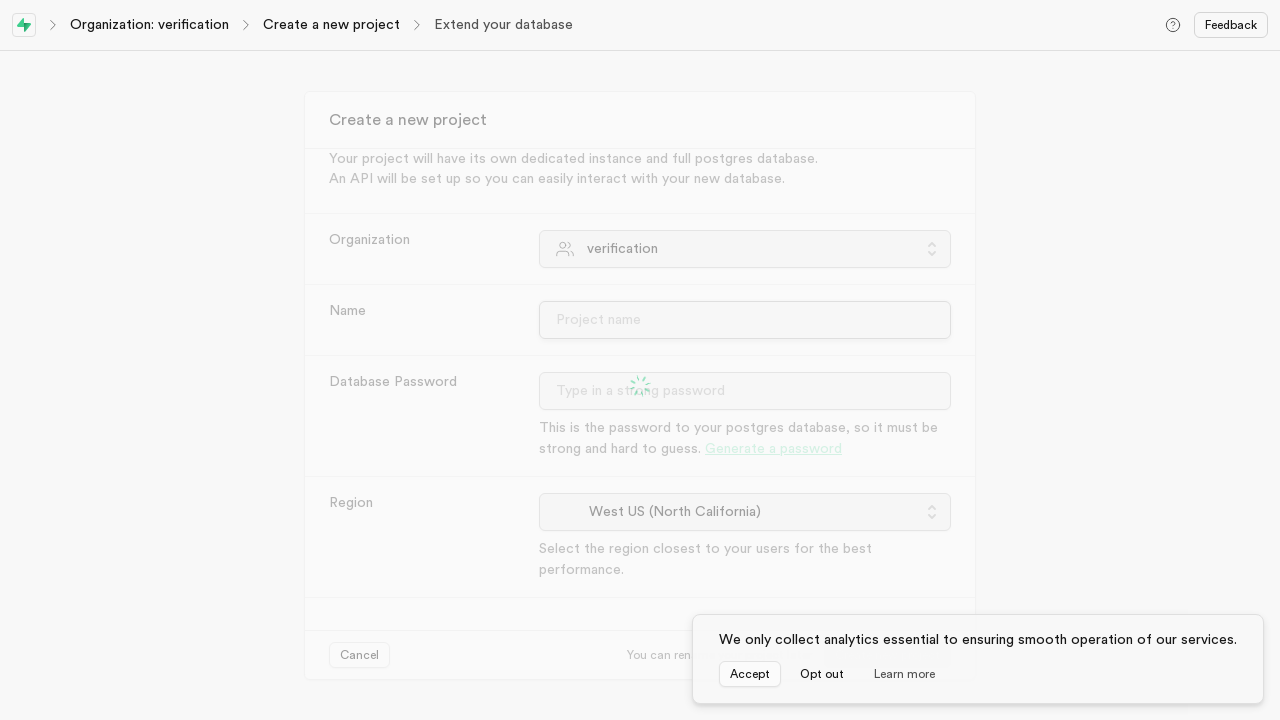 Organization: verification
Create a new project
Extend your database
Feedback
Create a new project
Your project will have its own dedicated instance and full postgres database.
An API will be set up so you can easily interact with your new database.
Organization
verification
Name
Project name
Database Password
Type in a strong password
This is the password to your postgres database, so it must be
strong and hard to guess. Generate a password
Region
West US (North California)
Select the region closest to your users for the best
performance.
Cancel
You can
We only collect analytics essential to ensuring smooth operation of our services.
Accept
Opt out
Learn more